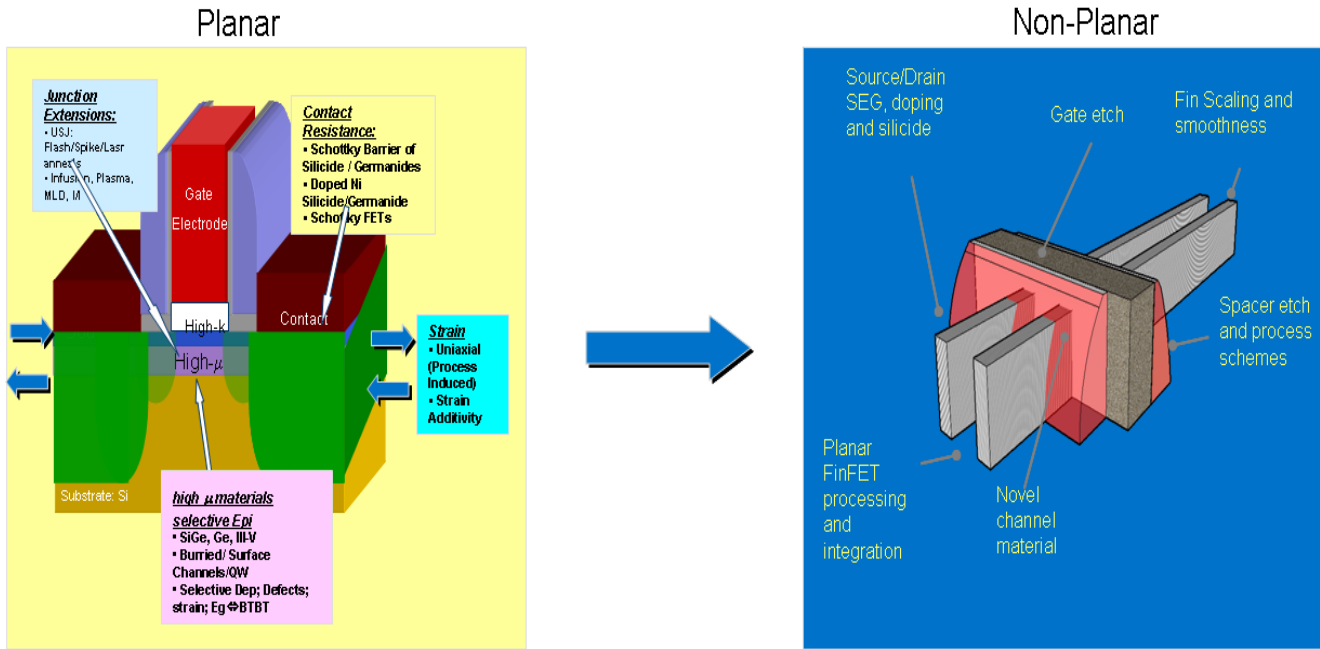 Planar
Non-Planar
Junction
Extensions:
▪ USJ:
Flash/Spike/Lasr
anneals
▪ Infusion, Plasma,
MLD, I/I
Contact
Resistance:
▪ Schottky Barrier of
Silicide / Germanides
▪ Doped Ni
Silicide/Germanide
▪ Schottky FETs
Gate
Electrode
High-k
High-μ
Contact
Strain
▪ Uniaxial
(Process
Induced)
▪ Strain
Additivity
Substrate: Si
high μ materials
selective Epi
▪ SiGe, Ge, III-V
▪ Burried/ Surface
Channels/QW
▪ Selective Dep; Defects;
strain; Eg⇔BTBT
Source/Drain
SEG, doping
and silicide
Gate etch
Fin Scaling and
smoothness
Spacer etch
and process
schemes
Planar
FinFET
processing
and
integration
Novel
channel
material